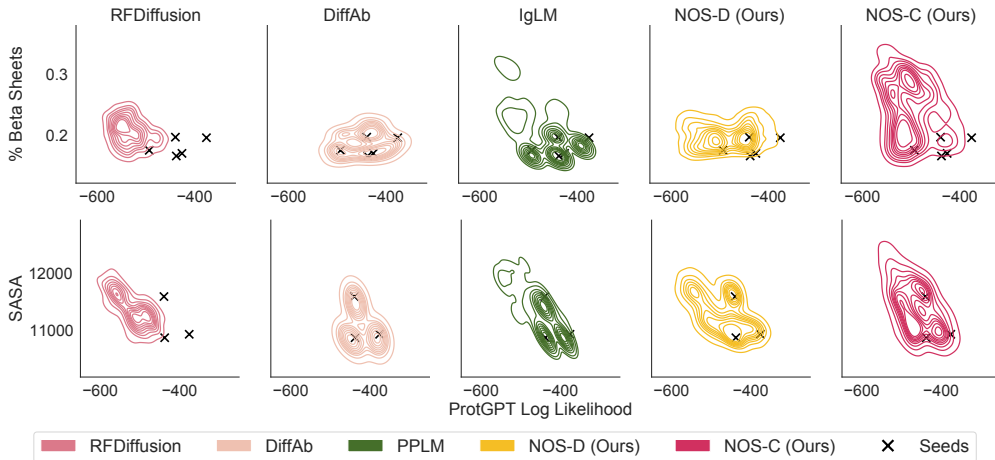 RFDiffusion DiffAb IgLM NOS-D (Ours) NOS-C (Ours)
% Beta Sheets
0.3
0.2
−600 −400 −600 −400 −600 −400 −600 −400 −600 −400
SASA
12000
11000
−600 −400 −600 −400 −600 −400 −600 −400 −600 −400
ProtGPT Log Likelihood
RFDiffusion DiffAb PPLM NOS-D (Ours) NOS-C (Ours) Seeds